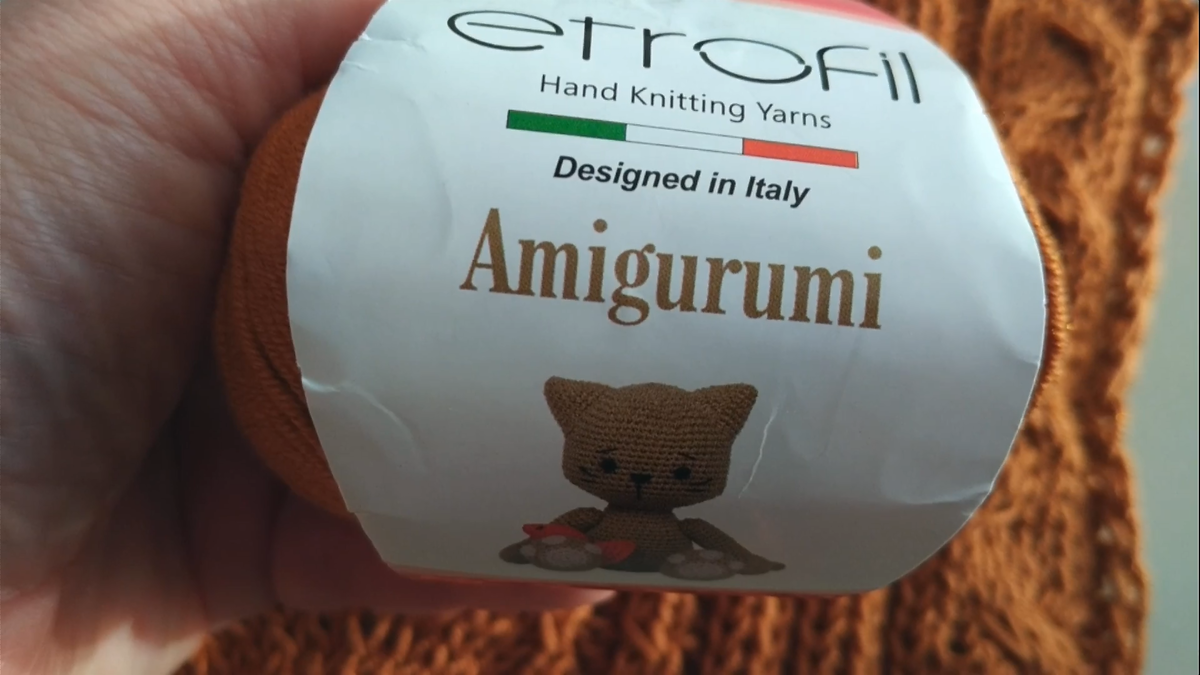 etrofil
Hand Knitting Yarns
Designed in Italy
Amigurumi